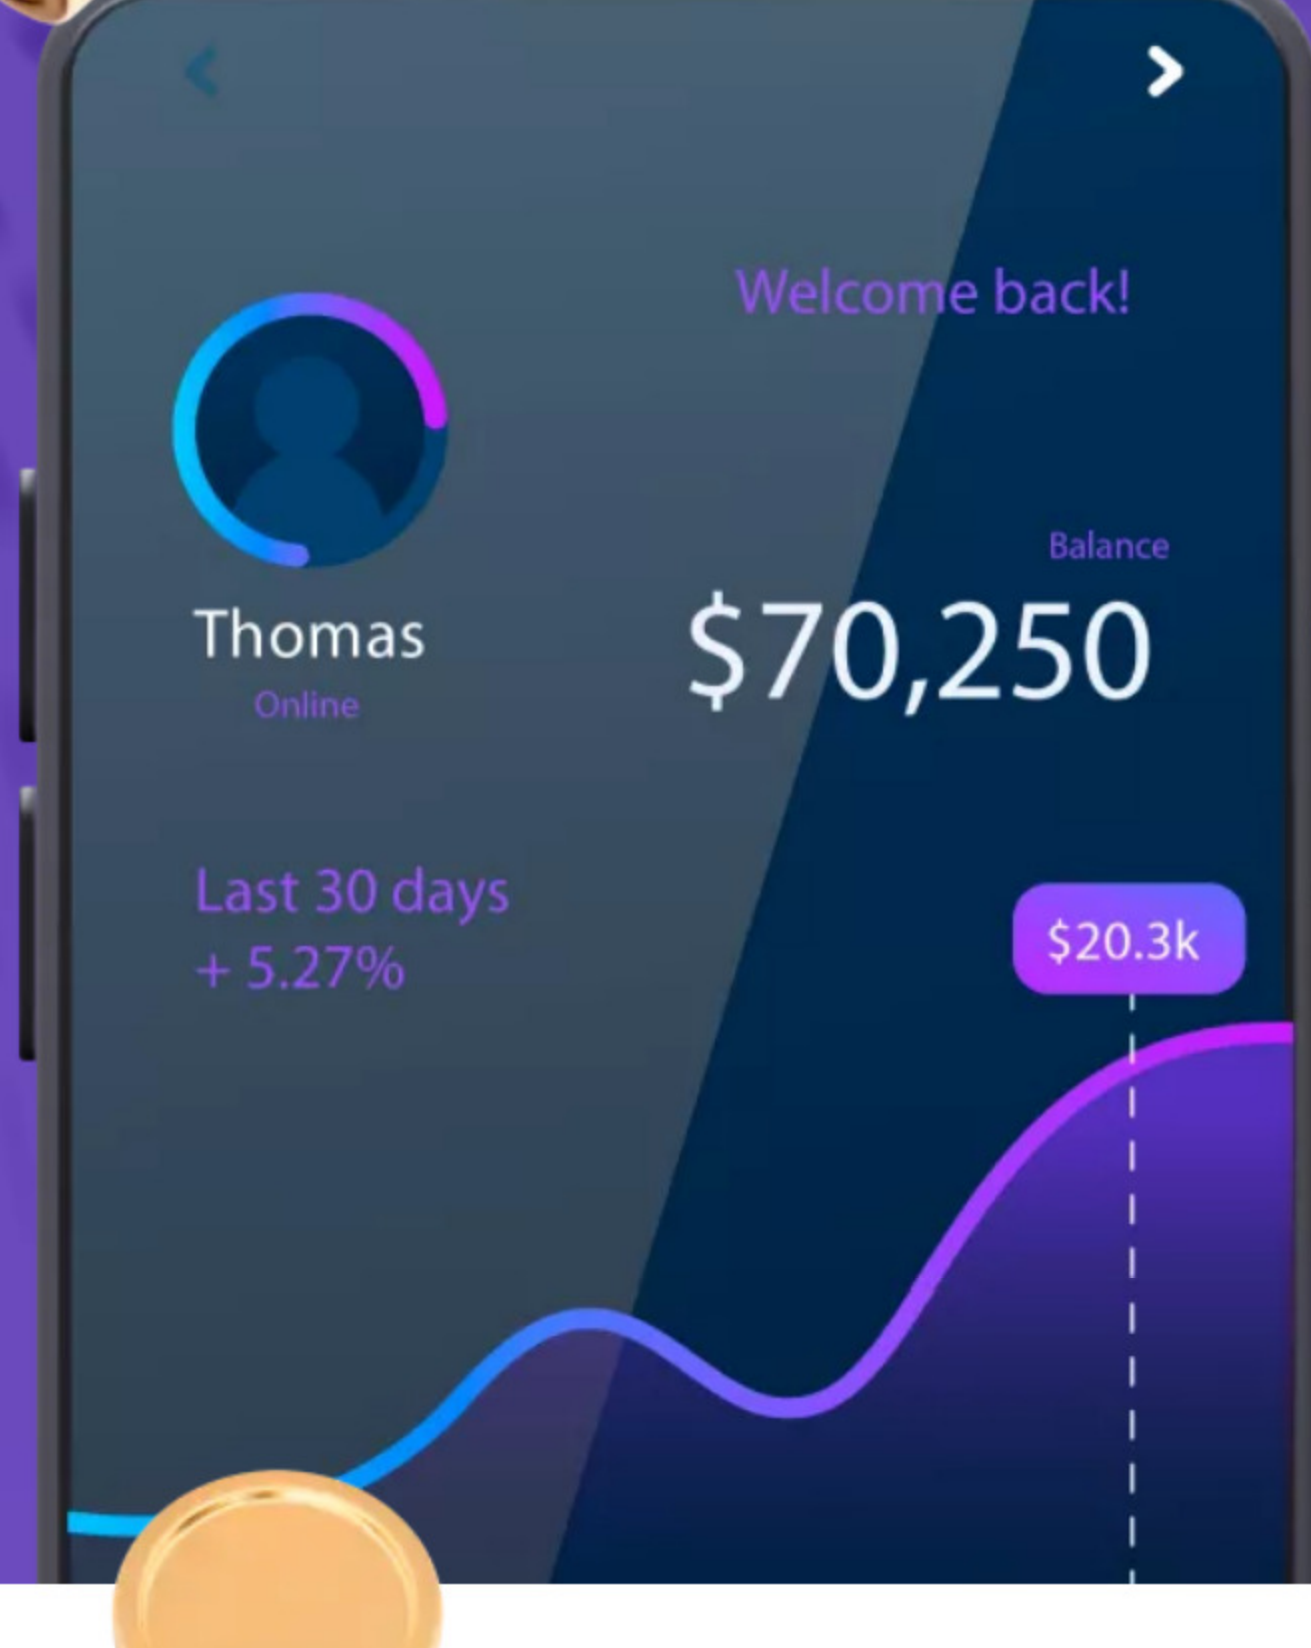 Welcome back!
Thomas
Online
Balance
$70,250
Last 30 days
+ 5.27%
$20.3k